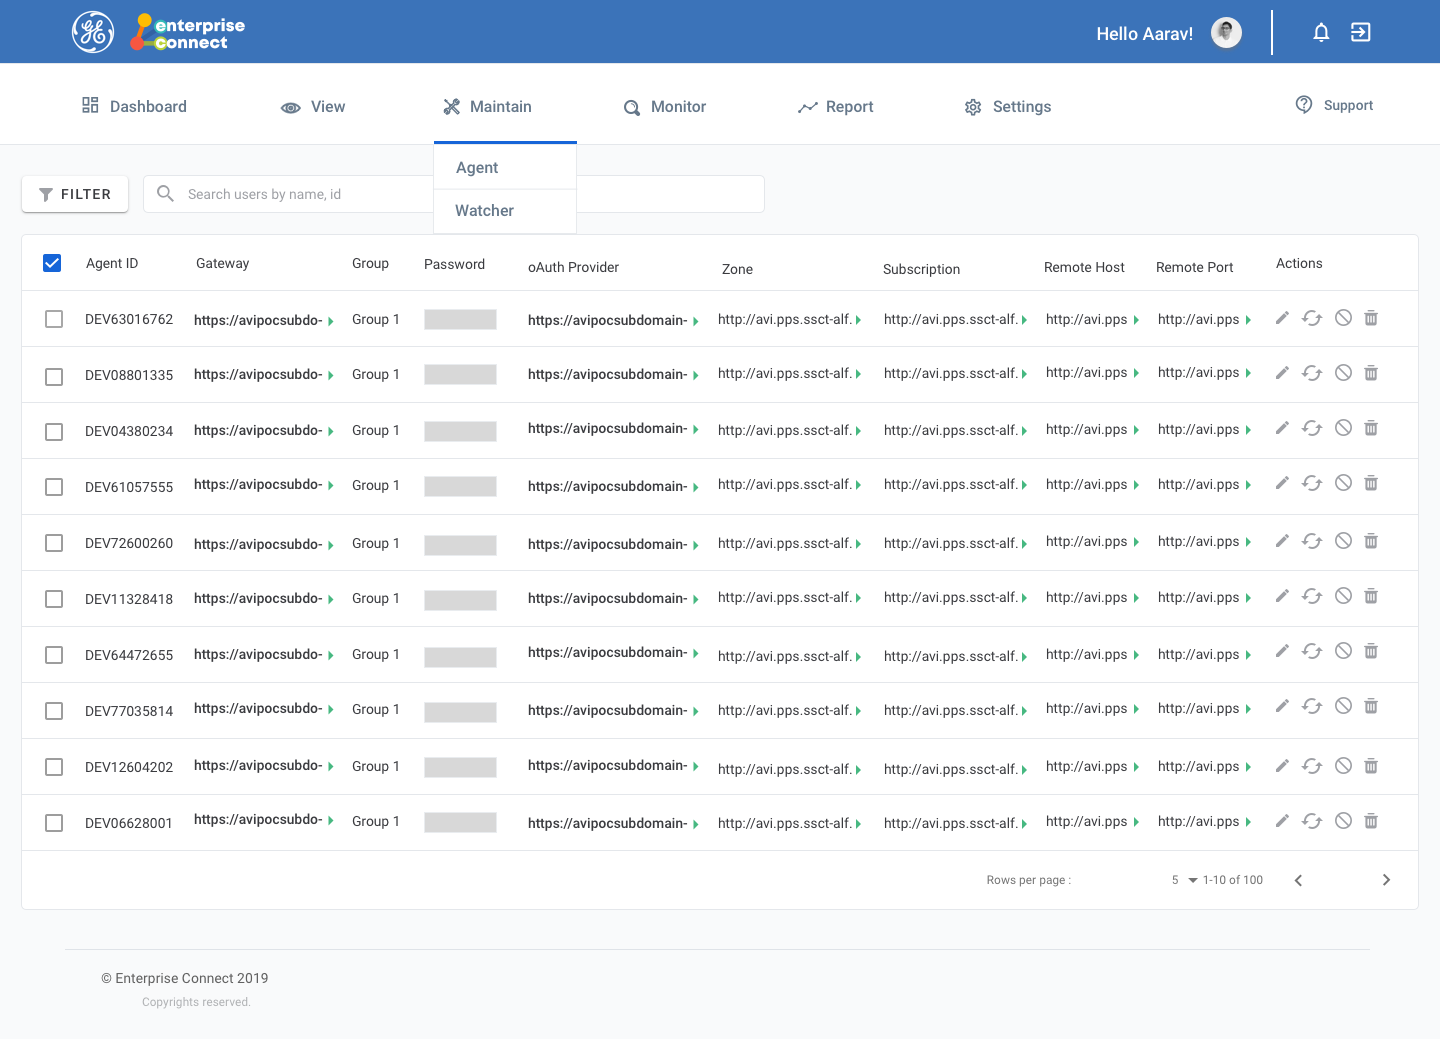 GE enterprise
connect
Hello Aarav!
Dashboard View Maintain Monitor Report Settings Support
Agent
Watcher
FILTER Search users by name, id
Agent ID Gateway Group Password oAuth Provider Zone Subscription Remote Host Remote Port Actions
DEV63016762 https://avipocsubdo- Group 1 https://avipocsubdomain- http://avi.pps.ssct-alf. http://avi.pps.ssct-alf. http://avi.pps http://avi.pps
DEV08801335 https://avipocsubdo- Group 1 https://avipocsubdomain- http://avi.pps.ssct-alf. http://avi.pps.ssct-alf. http://avi.pps http://avi.pps
DEV04380234 https://avipocsubdo- Group 1 https://avipocsubdomain- http://avi.pps.ssct-alf. http://avi.pps.ssct-alf. http://avi.pps http://avi.pps
DEV61057555 https://avipocsubdo- Group 1 https://avipocsubdomain- http://avi.pps.ssct-alf. http://avi.pps.ssct-alf. http://avi.pps http://avi.pps
DEV72600260 https://avipocsubdo- Group 1 https://avipocsubdomain- http://avi.pps.ssct-alf. http://avi.pps.ssct-alf. http://avi.pps http://avi.pps
DEV11328418 https://avipocsubdo- Group 1 https://avipocsubdomain- http://avi.pps.ssct-alf. http://avi.pps.ssct-alf. http://avi.pps http://avi.pps
DEV64472655 https://avipocsubdo- Group 1 https://avipocsubdomain- http://avi.pps.ssct-alf. http://avi.pps.ssct-alf. http://avi.pps http://avi.pps
DEV77035814 https://avipocsubdo- Group 1 https://avipocsubdomain- http://avi.pps.ssct-alf. http://avi.pps.ssct-alf. http://avi.pps http://avi.pps
DEV12604202 https://avipocsubdo- Group 1 https://avipocsubdomain- http://avi.pps.ssct-alf. http://avi.pps.ssct-alf. http://avi.pps http://avi.pps
DEV06628001 https://avipocsubdo- Group 1 https://avipocsubdomain- http://avi.pps.ssct-alf. http://avi.pps.ssct-alf. http://avi.pps http://avi.pps
Rows per page : 5 1-10 of 100
© Enterprise Connect 2019
Copyrights reserved.